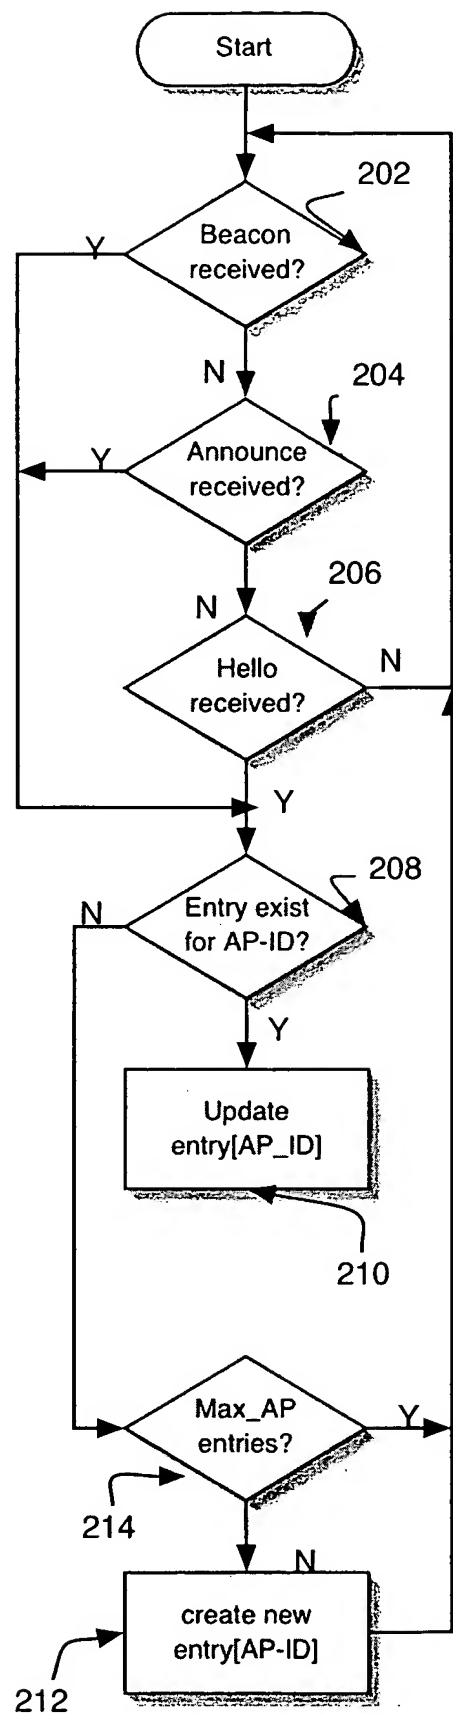 Start
202
Beacon
received?
Y
N
204
Announce
received?
Y
N
206
Hello
received?
N
Y
208
Entry exist
for AP-ID?
N
Y
Update
entry[AP_ID]
210
Max_AP
entries?
Y
214
N
create new
entry[AP-ID]
212